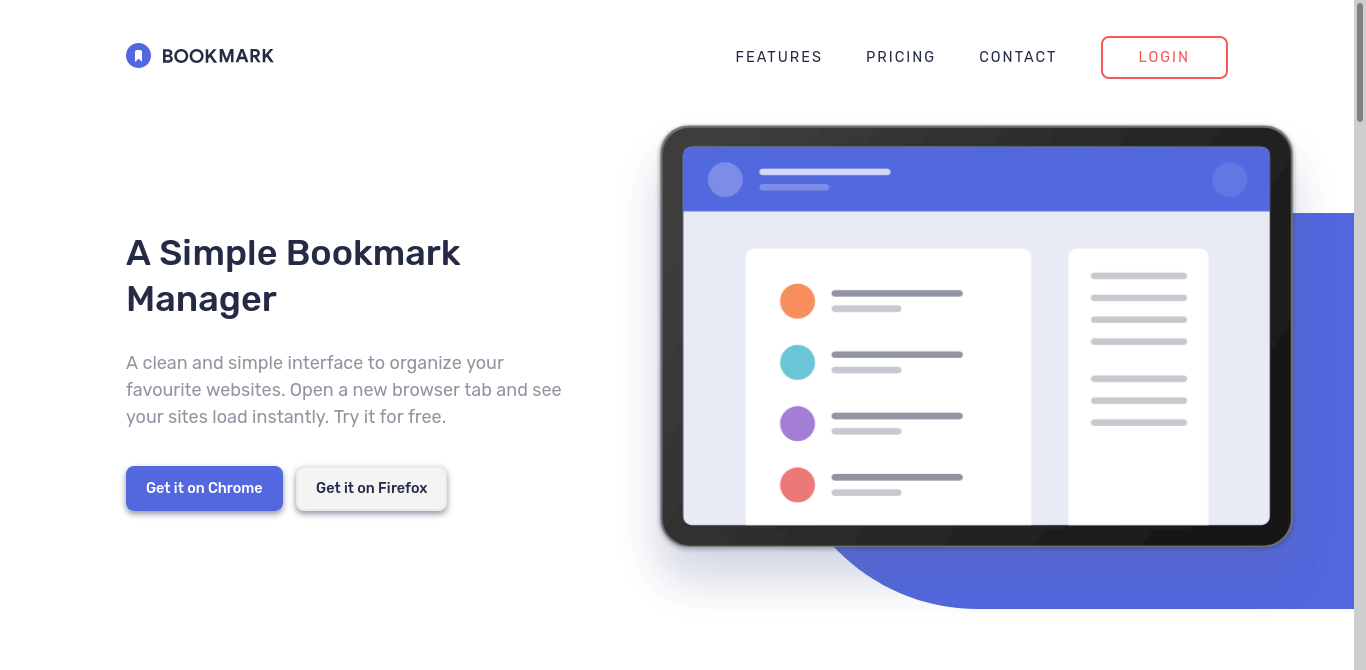 BOOKMARK
FEATURES PRICING CONTACT LOGIN
A Simple Bookmark
Manager
A clean and simple interface to organize your
favourite websites. Open a new browser tab and see
your sites load instantly. Try it for free.
Get it on Chrome Get it on Firefox